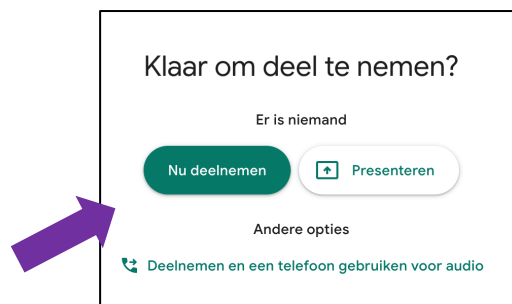 Klaar om deel te nemen?
Er is niemand
Nu deelnemen
Presenteren
Andere opties
Deelnemen en een telefoon gebruiken voor audio